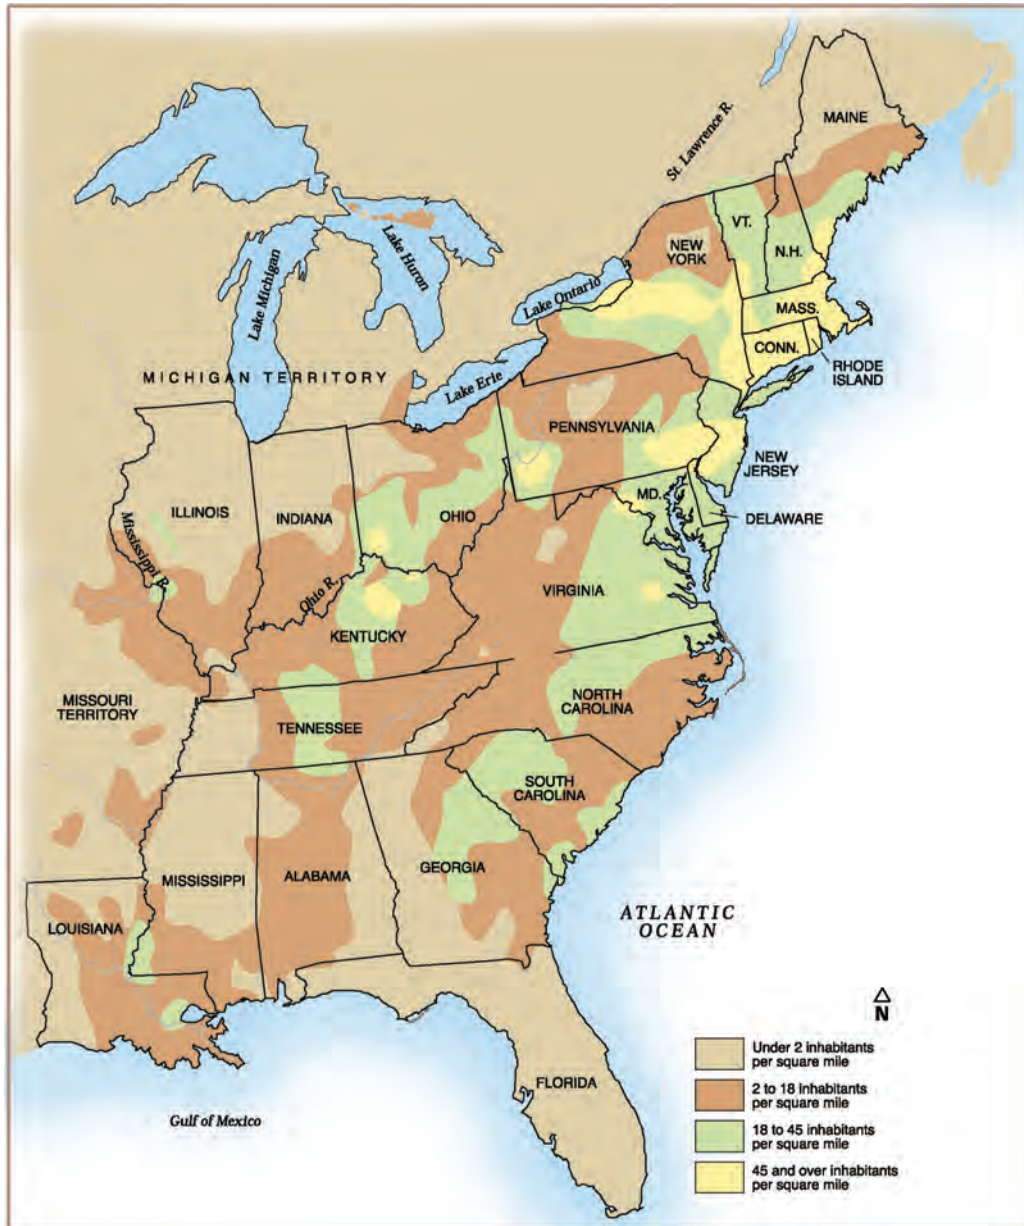 St. Lawrence R.
MAINE
VT.
N.H.
NEW
YORK
Lake Huron
Lake Michigan
Lake Ontario
MASS.
CONN.
RHODE
ISLAND
MICHIGAN TERRITORY
Lake Erie
PENNSYLVANIA
NEW
JERSEY
MD.
DELAWARE
ILLINOIS
INDIANA
OHIO
Mississippi R.
Ohio R.
VIRGINIA
KENTUCKY
MISSOURI
TERRITORY
TENNESSEE
NORTH
CAROLINA
SOUTH
CAROLINA
MISSISSIPPI
ALABAMA
GEORGIA
LOUISIANA
ATLANTIC
OCEAN
N
FLORIDA
Gulf of Mexico
Under 2 inhabitants
per square mile
2 to 18 inhabitants
per square mile
18 to 45 inhabitants
per square mile
45 and over inhabitants
per square mile